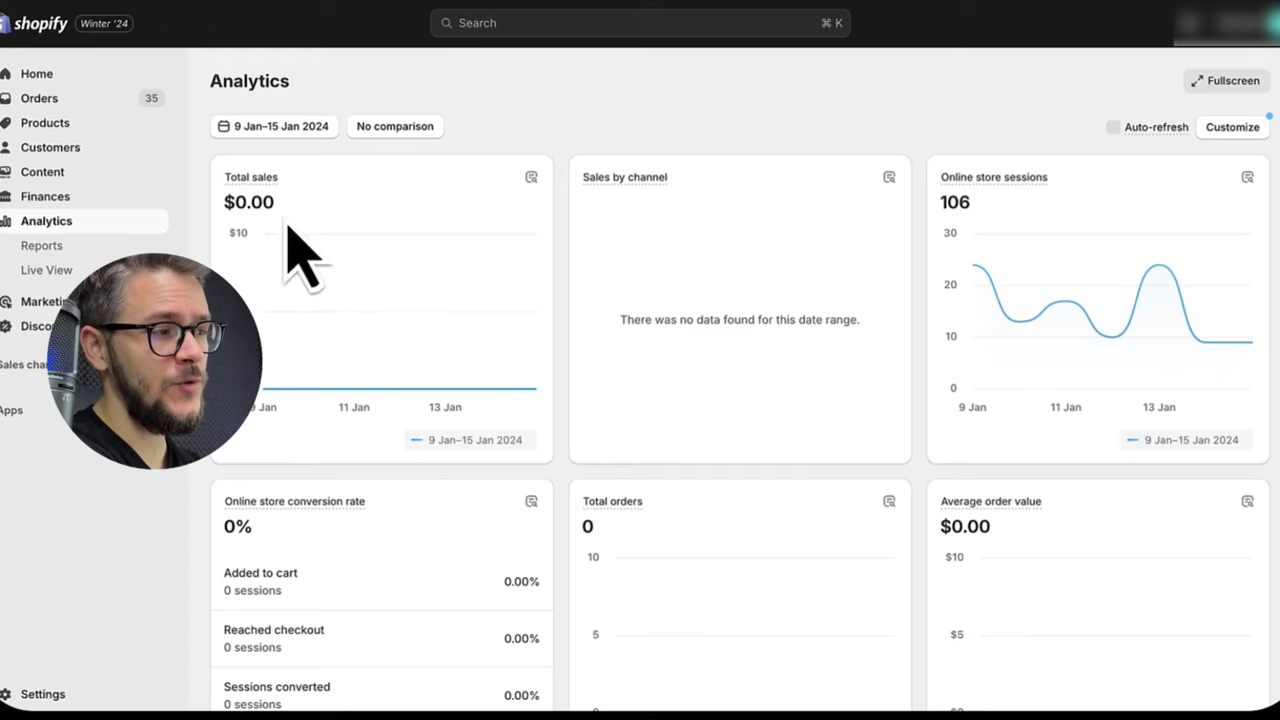 shopify
Winter '24
Search
⌘ K
Home
Orders
35
Products
Customers
Content
Finances
Analytics
Reports
Live View
Sales
Apps
Settings
Analytics
Fullscreen
9 Jan–15 Jan 2024
No comparison
Auto-refresh
Customize
Total sales
$0.00
$10
11 Jan
13 Jan
9 Jan–15 Jan 2024
Sales by channel
There was no data found for this date range.
Online store sessions
106
30
20
10
0
9 Jan
11 Jan
13 Jan
9 Jan–15 Jan 2024
Online store conversion rate
0%
Added to cart
0 sessions
0.00%
Reached checkout
0 sessions
0.00%
Sessions converted
0 sessions
0.00%
Total orders
0
10
5
Average order value
$0.00
$10
$5